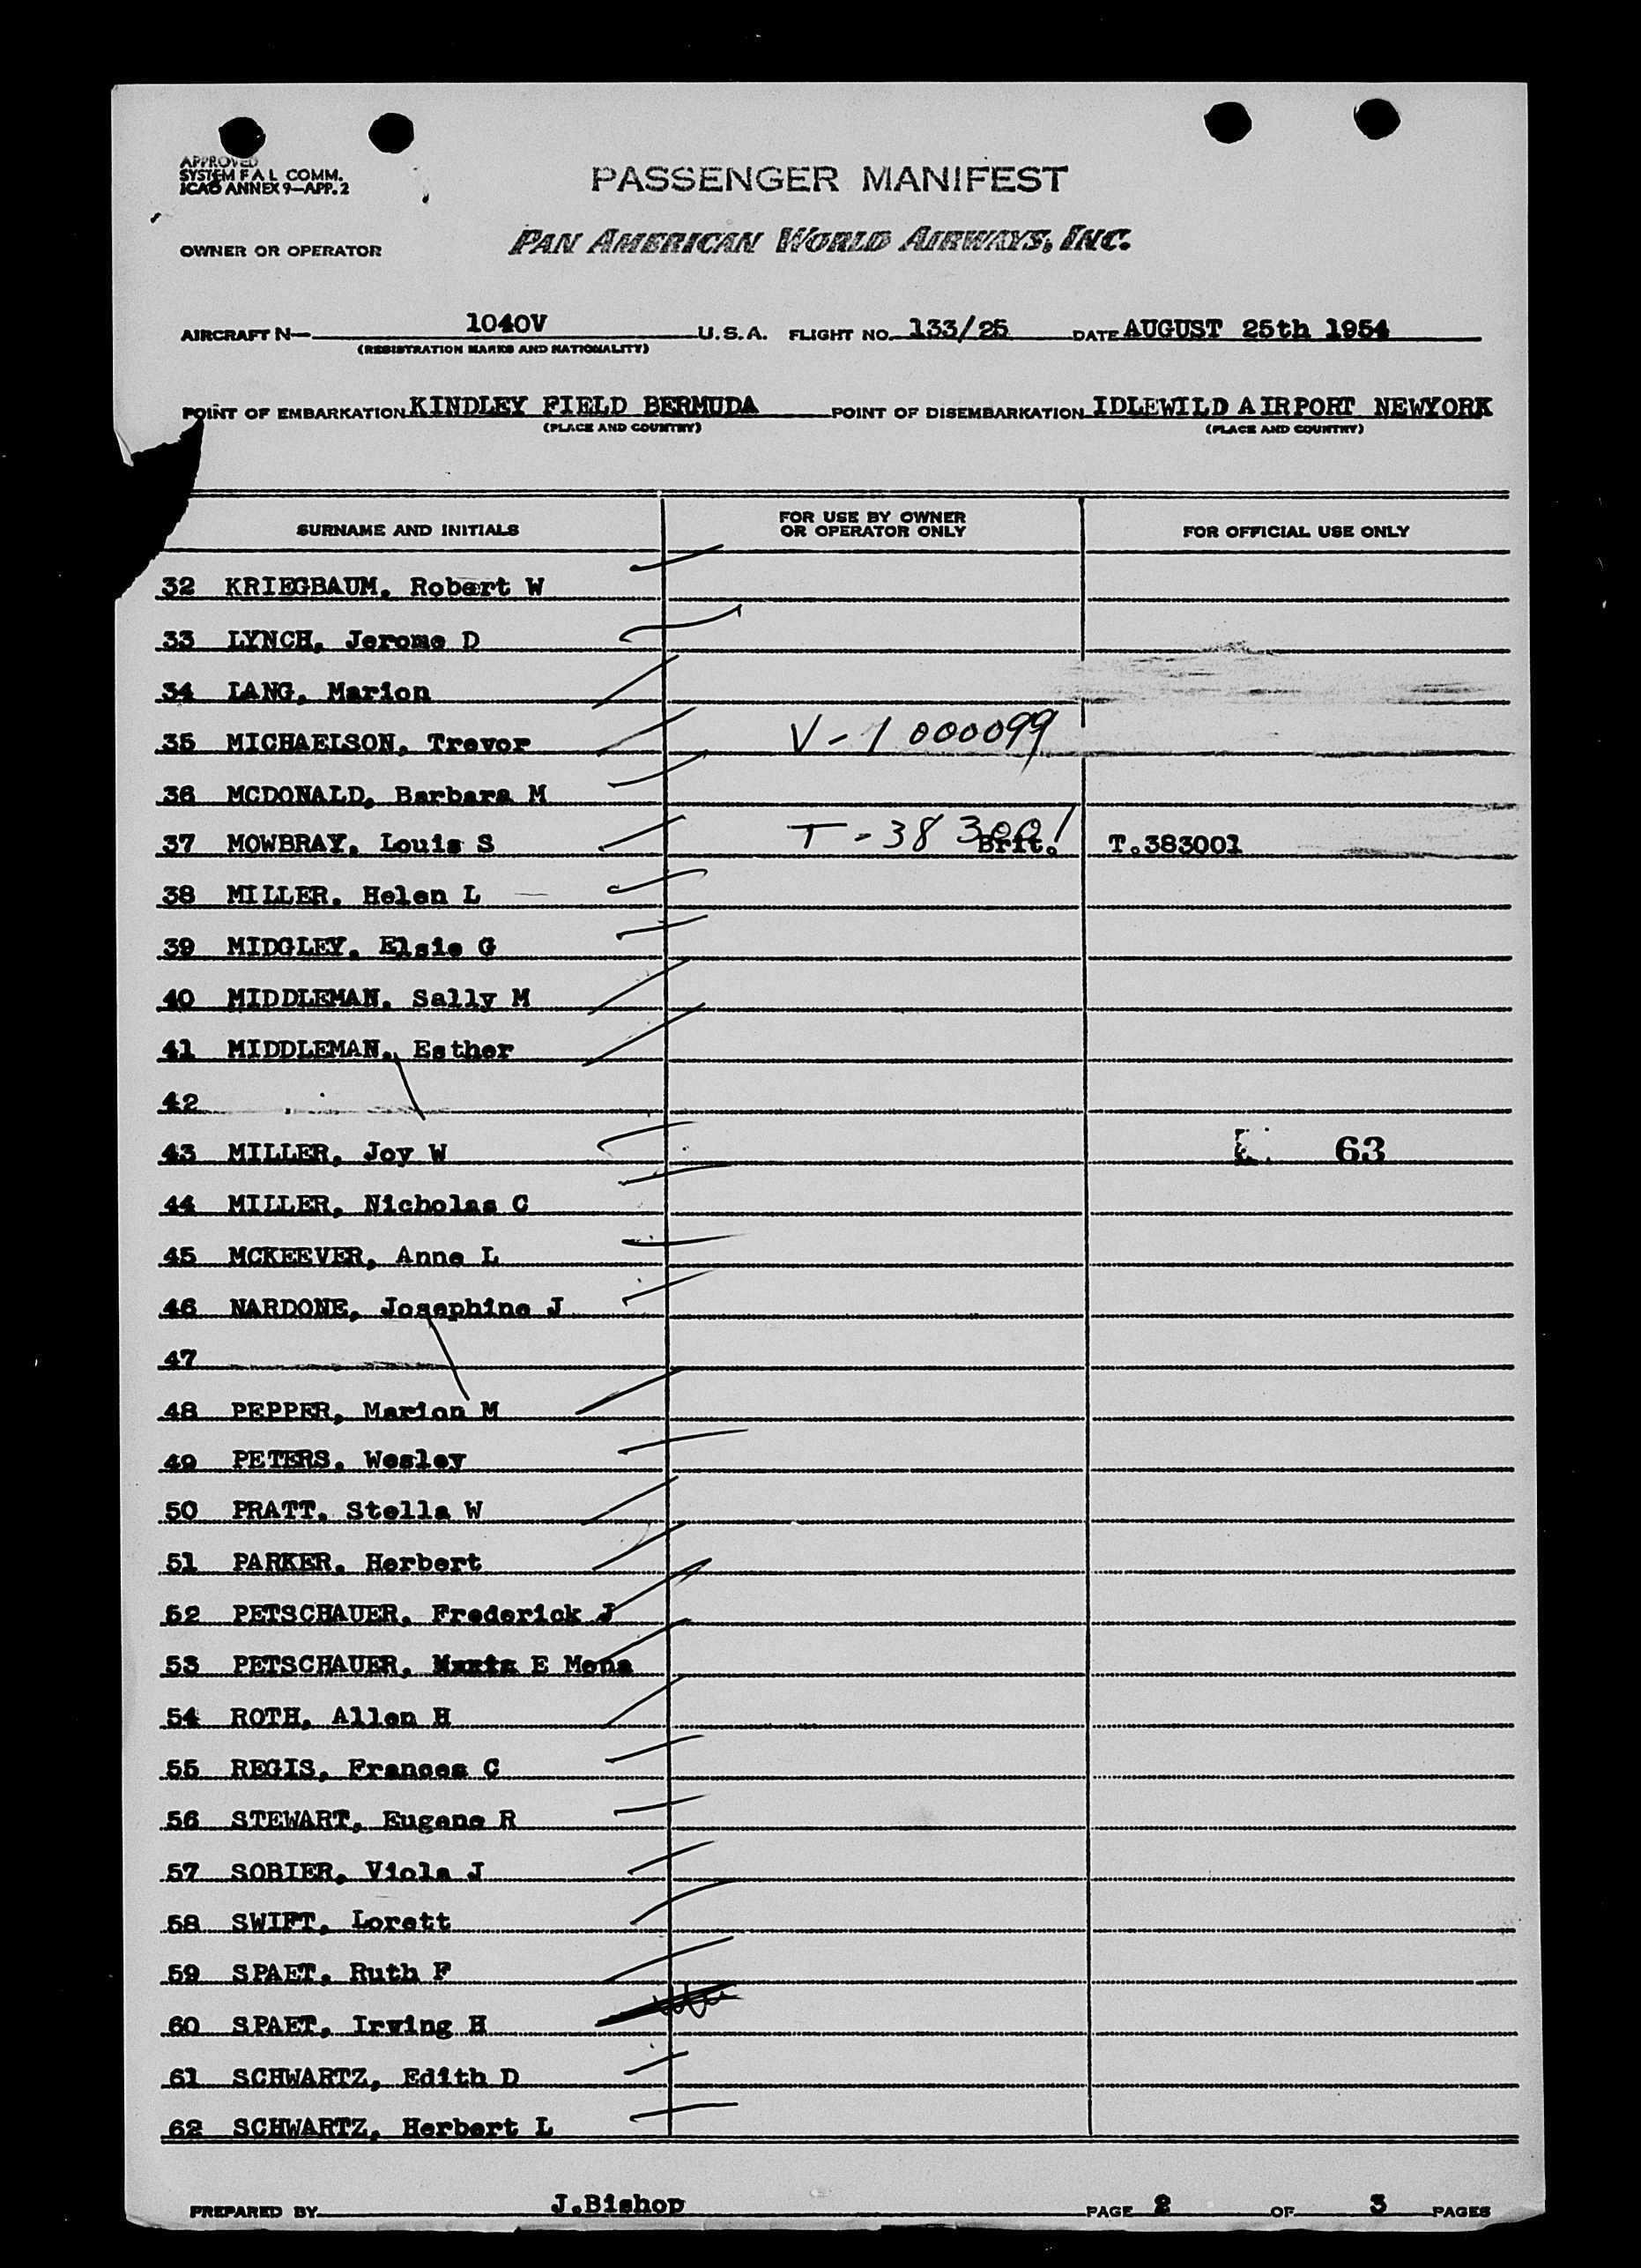 APPROVED
SYSTEM F A L COMM.
ICAO ANNEX 9—APP. 2
PASSENGER MANIFEST
OWNER OR OPERATOR PAN AMERICAN WORLD AIRWAYS, INC.
AIRCRAFT N— 1040V U.S.A. FLIGHT NO. 133/25 DATE AUGUST 25th 1954
(REGISTRATION MARKS AND NATIONALITY)
POINT OF EMBARKATION KINDLEY FIELD BERMUDA POINT OF DISEMBARKATION IDLEWILD AIRPORT NEWYORK
(PLACE AND COUNTRY) (PLACE AND COUNTRY)
SURNAME AND INITIALS FOR USE BY OWNER OR OPERATOR ONLY FOR OFFICIAL USE ONLY
32 KRIEGBAUM, Robert W
33 LYNCH, Jerome D
34 LANG, Marion
35 MICHAELSON, Trevor V-1 000099
36 MCDONALD, Barbara M
37 MOWBRAY, Louis S T-383001 Brit. T.383001
38 MILLER, Helen L
39 MIDGLEY, Elsie G
40 MIDDLEMAN, Sally M
41 MIDDLEMAN, Esther
42
43 MILLER, Joy W 63
44 MILLER, Nicholas C
45 MCKEEVER, Anne L
46 NARDONE, Josephine J
47
48 PEPPER, Marion M
49 PETERS, Wesley
50 PRATT, Stella W
51 PARKER, Herbert
52 PETSCHAUER, Frederick J
53 PETSCHAUER, E Mona
54 ROTH, Allen H
55 REGIS, Frances C
56 STEWART, Eugene R
57 SOBIER, Viola J
58 SWIFT, Lorett
59 SPAET, Ruth F
60 SPAET, Irving H
61 SCHWARTZ, Edith D
62 SCHWARTZ, Herbert L
PREPARED BY J.Bishop PAGE 2 OF 3 PAGES